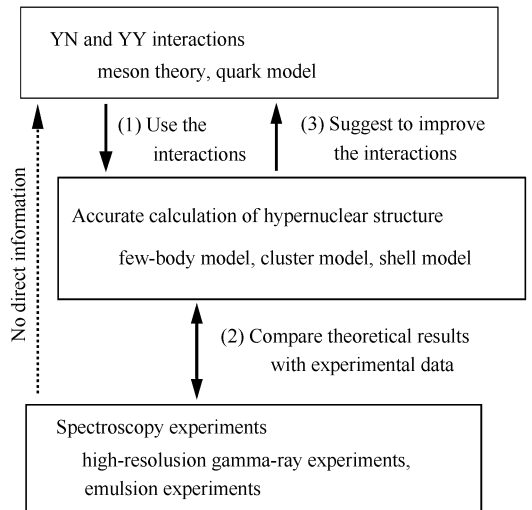 YN and YY interactions
meson theory, quark model
(1) Use the
interactions
(3) Suggest to improve
the interactions
No direct information
Accurate calculation of hypernuclear structure
few-body model, cluster model, shell model
(2) Compare theoretical results
with experimental data
Spectroscopy experiments
high-resolusion gamma-ray experiments,
emulsion experiments